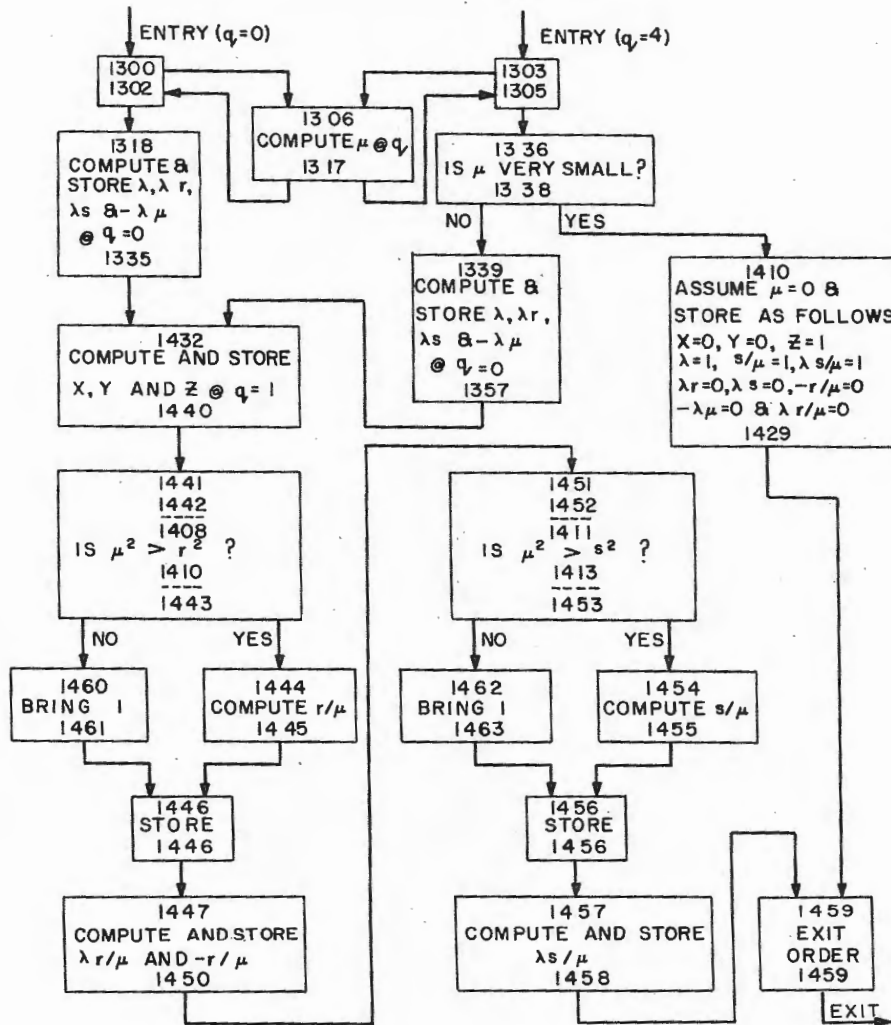 ENTRY (q=0)
ENTRY (q=4)
1300
1302
1303
1305
1306
COMPUTE μ @ q
1317
1318
COMPUTE &
STORE λ, λ r,
λs & - λ μ
@ q=0
1335
1336
IS μ VERY SMALL?
1338
NO
YES
1339
COMPUTE &
STORE λ, λr,
λs & - λ μ
@ q=0
1357
1410
ASSUME μ=0 &
STORE AS FOLLOWS
X=0, Y=0, Z=1
λ=1, s/μ=1, λ s/μ=1
λr=0, λ s=0, -r/μ=0
-λμ=0 & λ r/μ=0
1429
1432
COMPUTE AND STORE
X, Y AND Z @ q=1
1440
1441
1442
1408
IS μ² > r² ?
1410
1443
NO
YES
1460
BRING 1
1461
1444
COMPUTE r/μ
1445
1446
STORE
1446
1447
COMPUTE AND STORE
λ r/μ AND -r/μ
1450
1451
1452
1411
IS μ² > s² ?
1413
1453
NO
YES
1462
BRING 1
1463
1454
COMPUTE s/μ
1455
1456
STORE
1456
1457
COMPUTE AND STORE
λs/μ
1458
1459
EXIT
ORDER
1459
EXIT